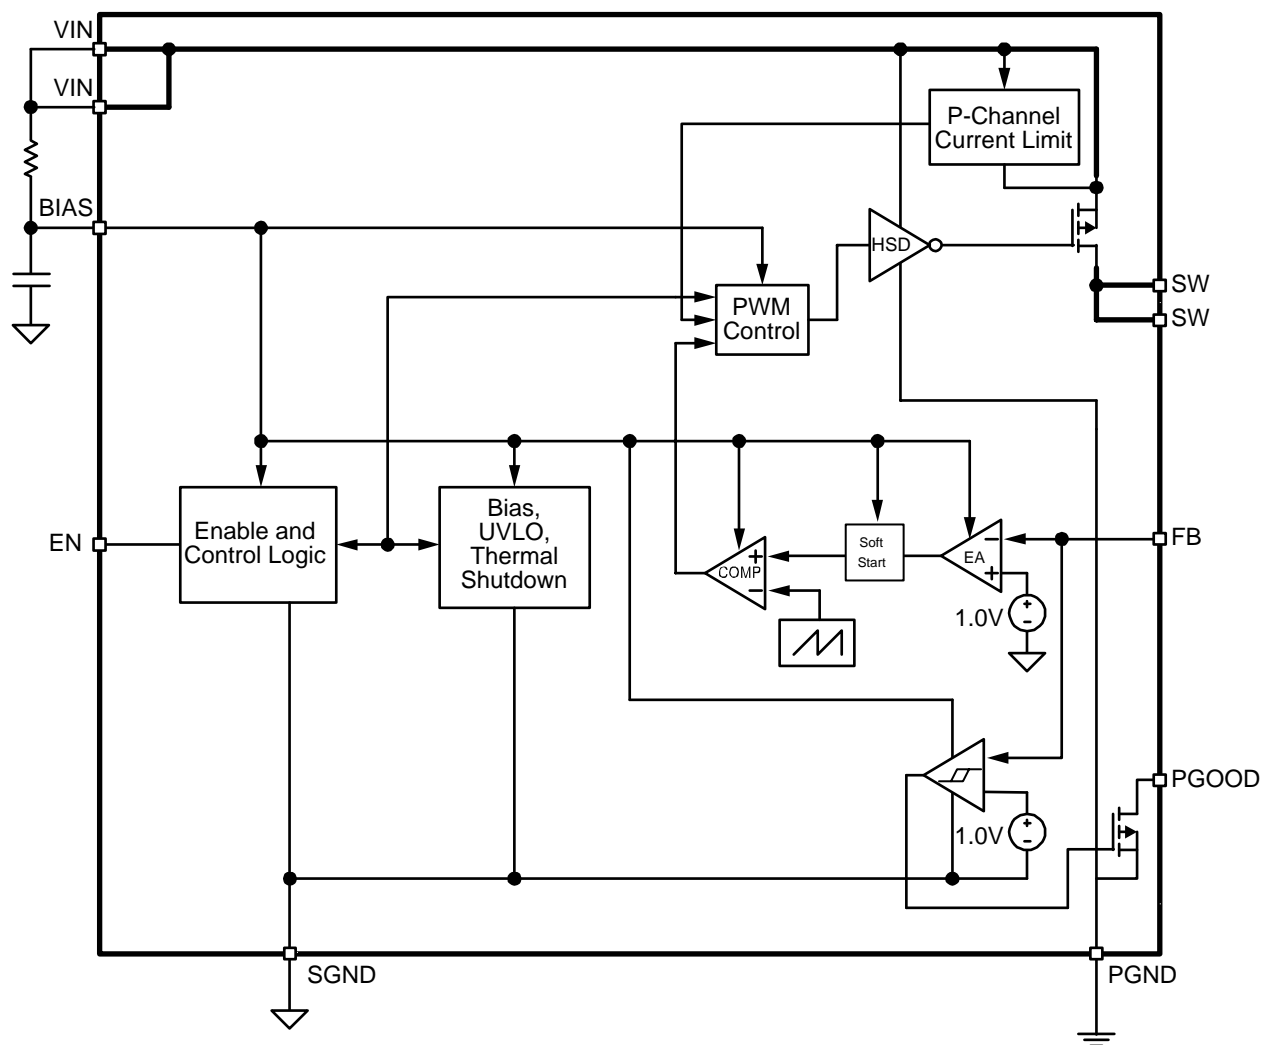 VIN
VIN
P-Channel
Current Limit
BIAS
HSD
SW
SW
PWM
Control
EN
Enable and
Control Logic
Bias,
UVLO,
Thermal
Shutdown
COMP
+
−
Soft
Start
EA
−
+
FB
1.0V
+
−
1.0V
+
−
PGOOD
SGND
PGND